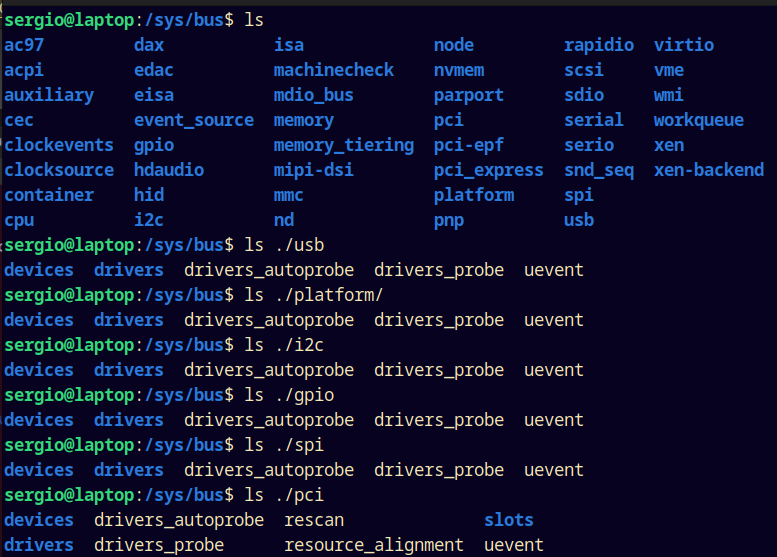 sergio@laptop:/sys/bus$ ls
ac97 dax isa node rapidio virtio
acpi edac machinecheck nvmem scsi vme
auxiliary eisa mdio_bus parport sdio wmi
cec event_source memory pci serial workqueue
clockevents gpio memory_tiering pci-epf serio xen
clocksource hdaudio mipi-dsi pci_express snd_seq xen-backend
container hid mmc platform spi
cpu i2c nd pnp usb
sergio@laptop:/sys/bus$ ls ./usb
devices drivers drivers_autoprobe drivers_probe uevent
sergio@laptop:/sys/bus$ ls ./platform/
devices drivers drivers_autoprobe drivers_probe uevent
sergio@laptop:/sys/bus$ ls ./i2c
devices drivers drivers_autoprobe drivers_probe uevent
sergio@laptop:/sys/bus$ ls ./gpio
devices drivers drivers_autoprobe drivers_probe uevent
sergio@laptop:/sys/bus$ ls ./spi
devices drivers drivers_autoprobe drivers_probe uevent
sergio@laptop:/sys/bus$ ls ./pci
devices drivers_autoprobe rescan slots
drivers drivers_probe resource_alignment uevent